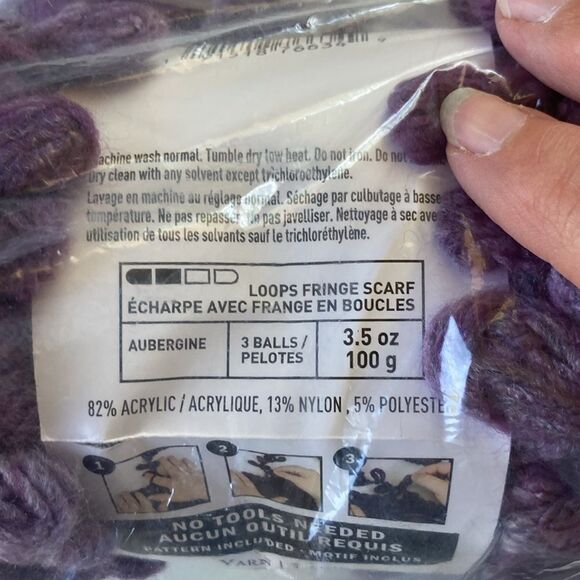 achine wash normal. Tumble dry low heat. Do not iron. Do not
Dry clean with any solvent except trichloroethylene.
Lavage en machine au réglage normal. Séchage par culbutage à basse
température. Ne pas repasser. Ne pas javelliser. Nettoyage à sec ave
utilisation de tous les solvants sauf le trichloréthylène.
LOOPS FRINGE SCARF
ÉCHARPE AVEC FRANGE EN BOUCLES
AUBERGINE
3 BALLS /
PELOTES
3.5 oz
100 g
82% ACRYLIC / ACRYLIQUE, 13% NYLON , 5% POLYESTE
1
2
3
NO TOOLS NEEDED
AUCUN OUTIL REQUIS
PATTERN INCLUDED · MOTIF INCLUS
YARN